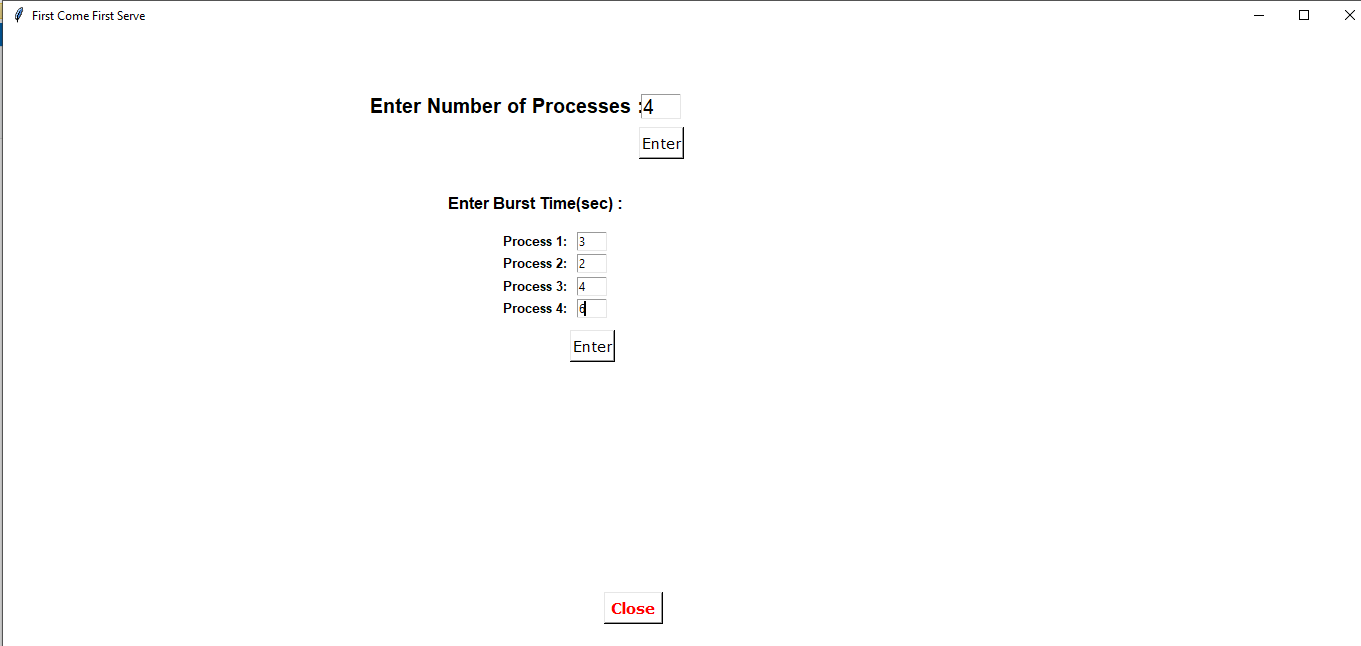 First Come First Serve
Enter Number of Processes :4
Enter
Enter Burst Time(sec) :
Process 1: 3
Process 2: 2
Process 3: 4
Process 4: 6
Enter
Close